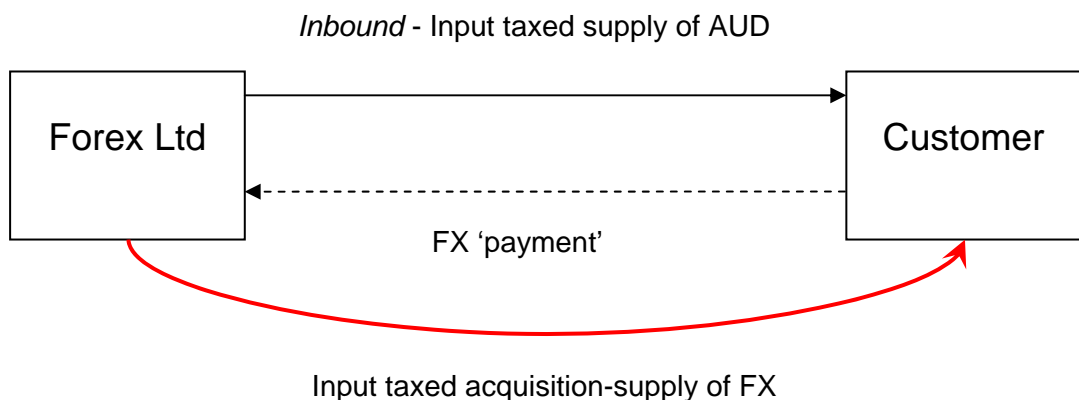 Inbound - Input taxed supply of AUD
Forex Ltd
Customer
FX ‘payment’
Input taxed acquisition-supply of FX